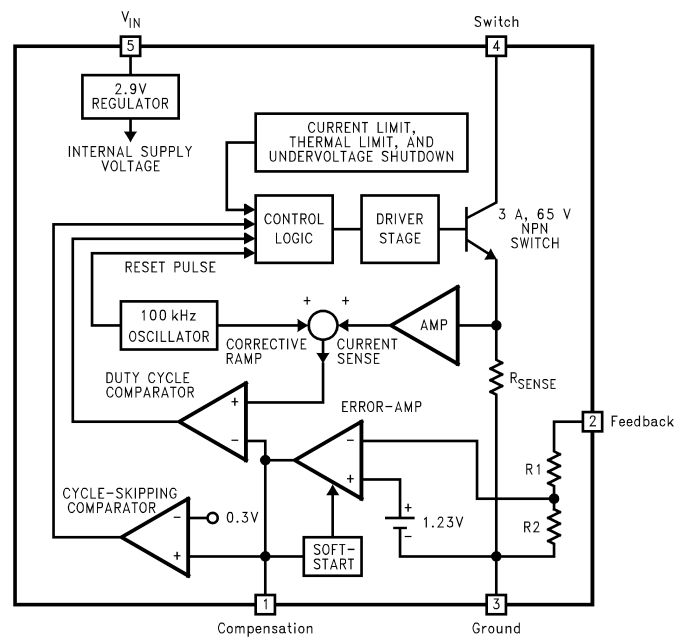 V_IN
Switch
5
4
2.9V
REGULATOR
INTERNAL SUPPLY
VOLTAGE
CURRENT LIMIT,
THERMAL LIMIT, AND
UNDERVOLTAGE SHUTDOWN
CONTROL
LOGIC
DRIVER
STAGE
3 A, 65 V
NPN
SWITCH
RESET PULSE
100 kHz
OSCILLATOR
+
+
AMP
CORRECTIVE
RAMP
CURRENT
SENSE
R_SENSE
DUTY CYCLE
COMPARATOR
+
−
ERROR-AMP
−
+
2
Feedback
R1
R2
CYCLE-SKIPPING
COMPARATOR
−
0.3V
+
+
1.23V
−
SOFT-
START
1
3
Compensation
Ground